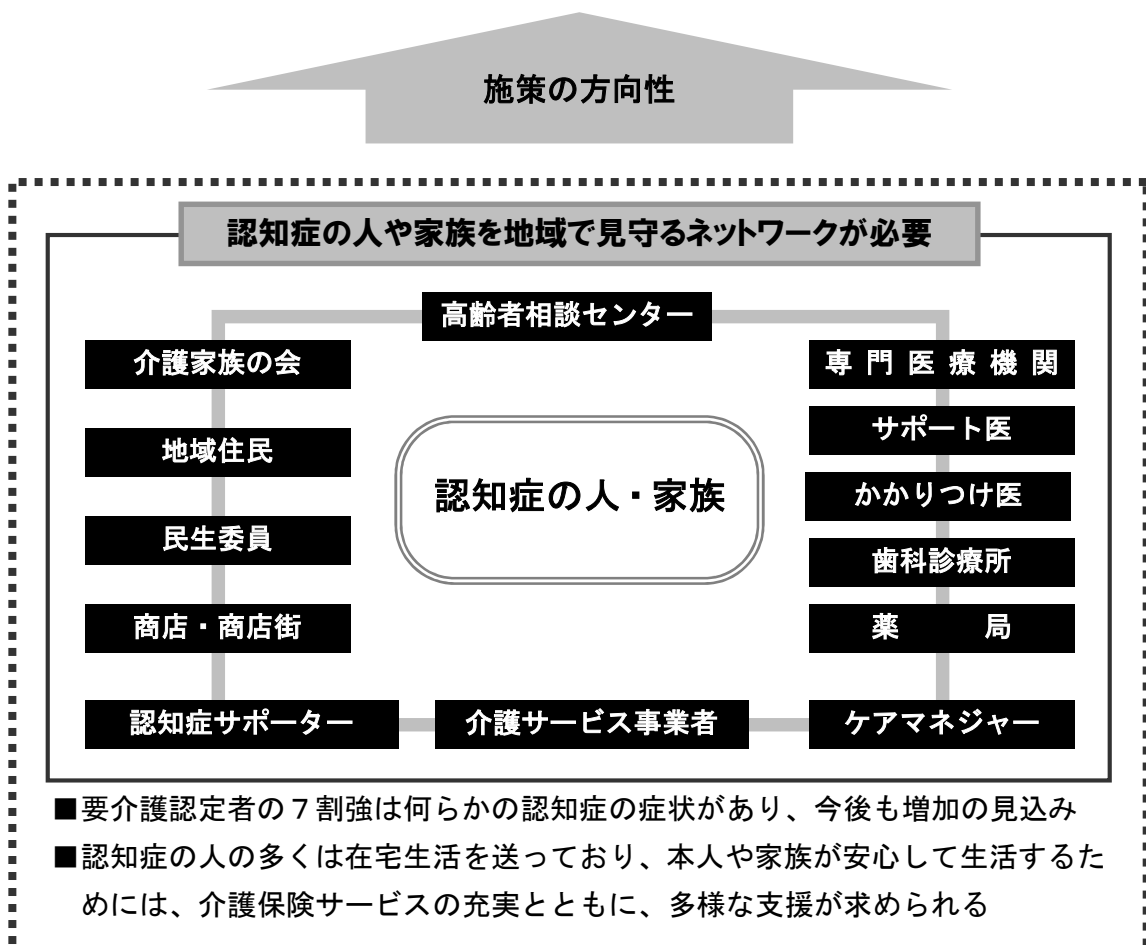 施策の方向性
認知症の人や家族を地域で見守るネットワークが必要
高齢者相談センター
介護家族の会
地域住民
民生委員
商店・商店街
認知症サポーター
認知症の人・家族
専門医療機関
サポート医
かかりつけ医
歯科診療所
薬　　局
介護サービス事業者
ケアマネジャー
■要介護認定者の７割強は何らかの認知症の症状があり、今後も増加の見込み
■認知症の人の多くは在宅生活を送っており、本人や家族が安心して生活するた
めには、介護保険サービスの充実とともに、多様な支援が求められる